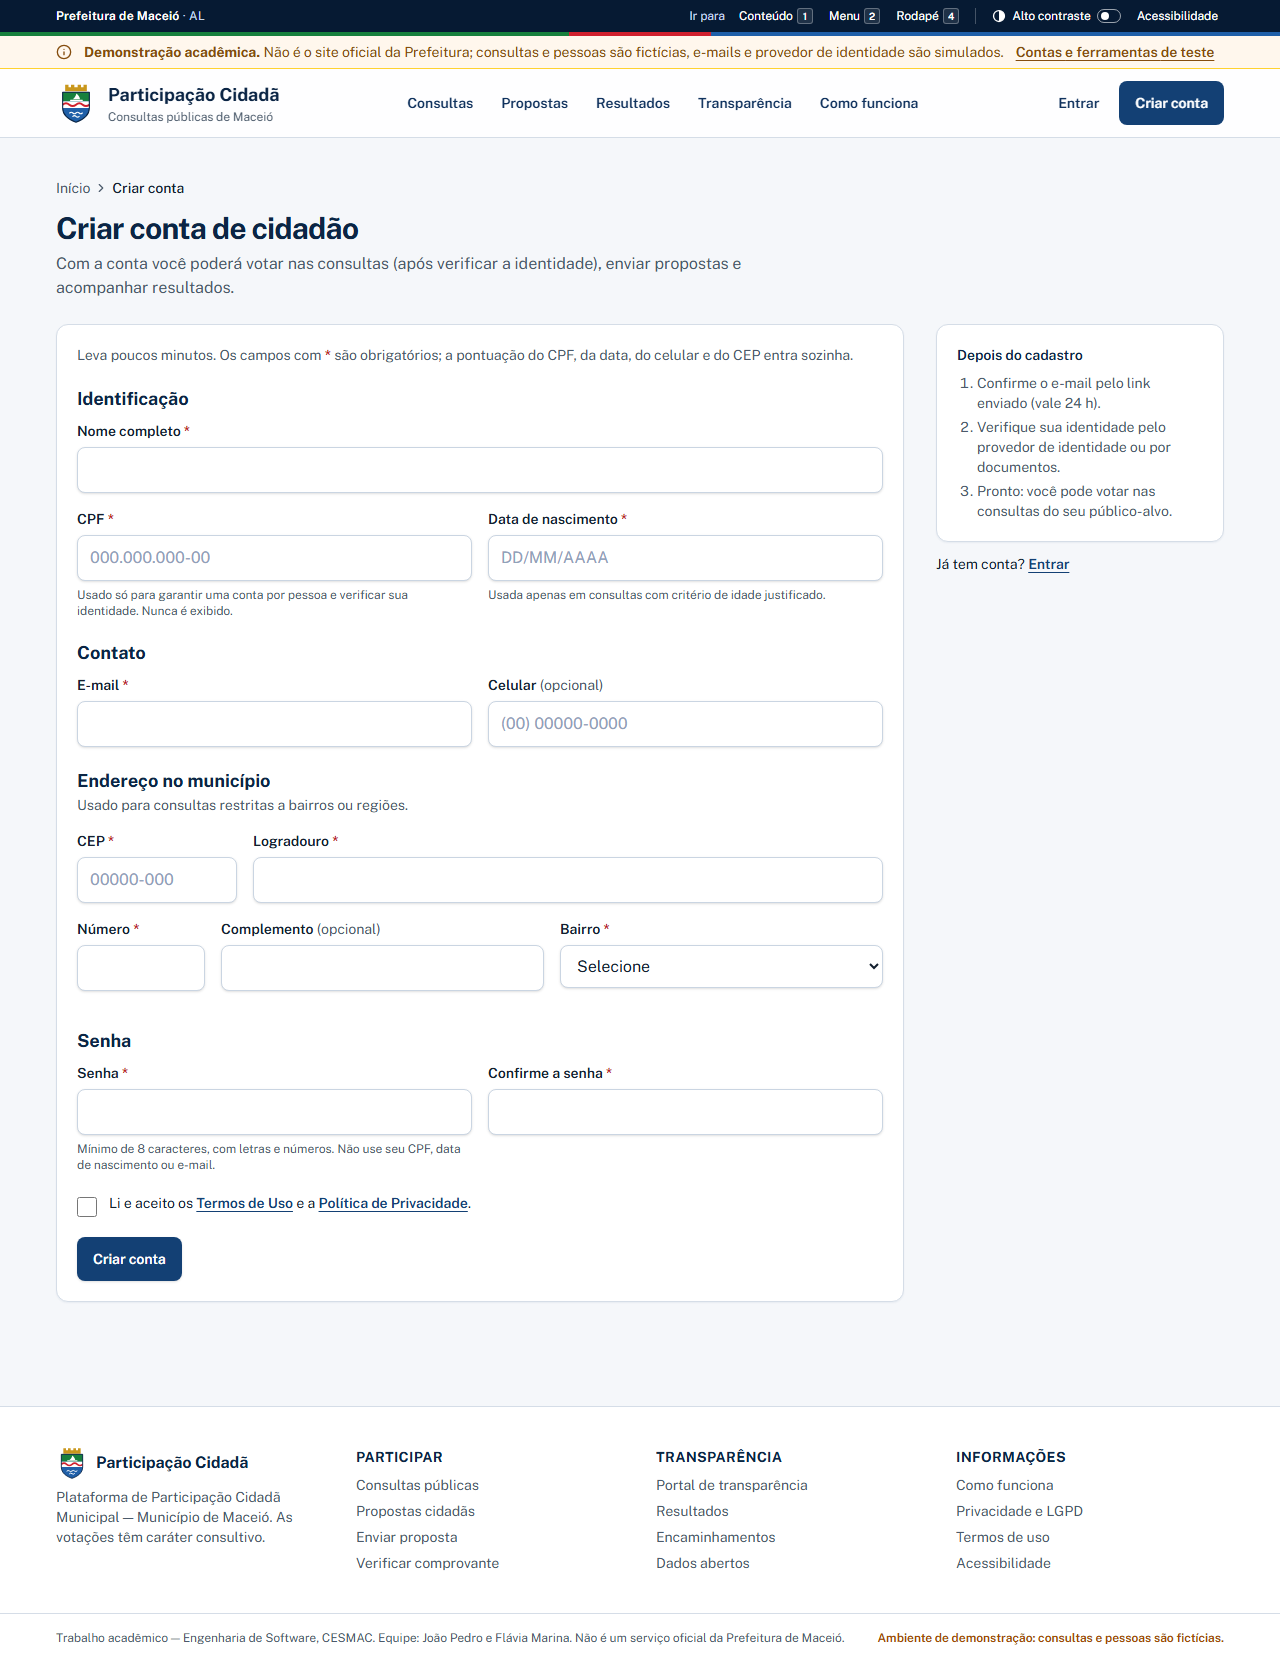 Prefeitura de Maceió · AL
Ir para Conteúdo 1 Menu 2 Rodapé 4 Alto contraste Acessibilidade
Demonstração acadêmica. Não é o site oficial da Prefeitura; consultas e pessoas são fictícias, e-mails e provedor de identidade são simulados. Contas e ferramentas de teste
Participação Cidadã
Consultas públicas de Maceió
Consultas Propostas Resultados Transparência Como funciona
Entrar Criar conta
Início > Criar conta
Criar conta de cidadão
Com a conta você poderá votar nas consultas (após verificar a identidade), enviar propostas e
acompanhar resultados.
Leva poucos minutos. Os campos com * são obrigatórios; a pontuação do CPF, da data, do celular e do CEP entra sozinha.
Identificação
Nome completo *
CPF * Data de nascimento *
000.000.000-00 DD/MM/AAAA
Usado só para garantir uma conta por pessoa e verificar sua
identidade. Nunca é exibido.
Usada apenas em consultas com critério de idade justificado.
Contato
E-mail * Celular (opcional)
(00) 00000-0000
Endereço no município
Usado para consultas restritas a bairros ou regiões.
CEP * Logradouro *
00000-000
Número * Complemento (opcional) Bairro *
Selecione
Senha
Senha * Confirme a senha *
Mínimo de 8 caracteres, com letras e números. Não use seu CPF, data
de nascimento ou e-mail.
Li e aceito os Termos de Uso e a Política de Privacidade.
Criar conta
Depois do cadastro
1. Confirme o e-mail pelo link
enviado (vale 24 h).
2. Verifique sua identidade pelo
provedor de identidade ou por
documentos.
3. Pronto: você pode votar nas
consultas do seu público-alvo.
Já tem conta? Entrar
Participação Cidadã
Plataforma de Participação Cidadã
Municipal — Município de Maceió. As
votações têm caráter consultivo.
PARTICIPAR
Consultas públicas
Propostas cidadãs
Enviar proposta
Verificar comprovante
TRANSPARÊNCIA
Portal de transparência
Resultados
Encaminhamentos
Dados abertos
INFORMAÇÕES
Como funciona
Privacidade e LGPD
Termos de uso
Acessibilidade
Trabalho acadêmico — Engenharia de Software, CESMAC. Equipe: João Pedro e Flávia Marina. Não é um serviço oficial da Prefeitura de Maceió.
Ambiente de demonstração: consultas e pessoas são fictícias.